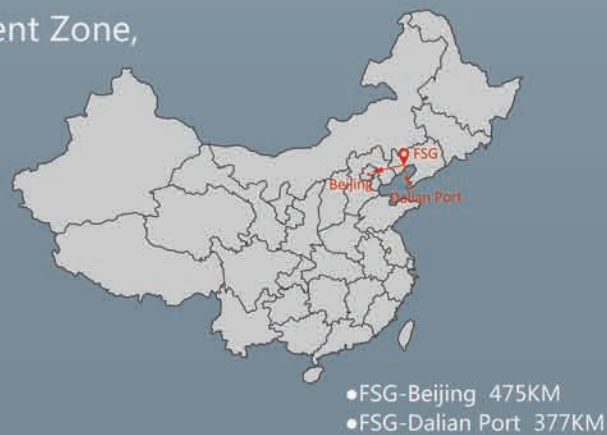 ent Zone,
FSG
Beijing
Dalian Port
●FSG-Beijing 475KM
●FSG-Dalian Port 377KM